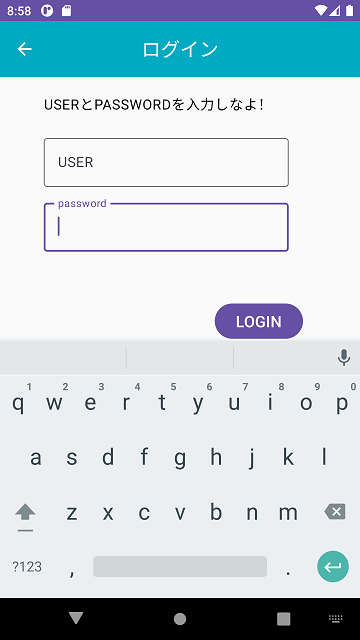 8:58
ログイン
USERとPASSWORDを入力しなよ！
USER
password
LOGIN
1 2 3 4 5 6 7 8 9 0
q w e r t y u i o p
a s d f g h j k l
z x c v b n m
?123 , .